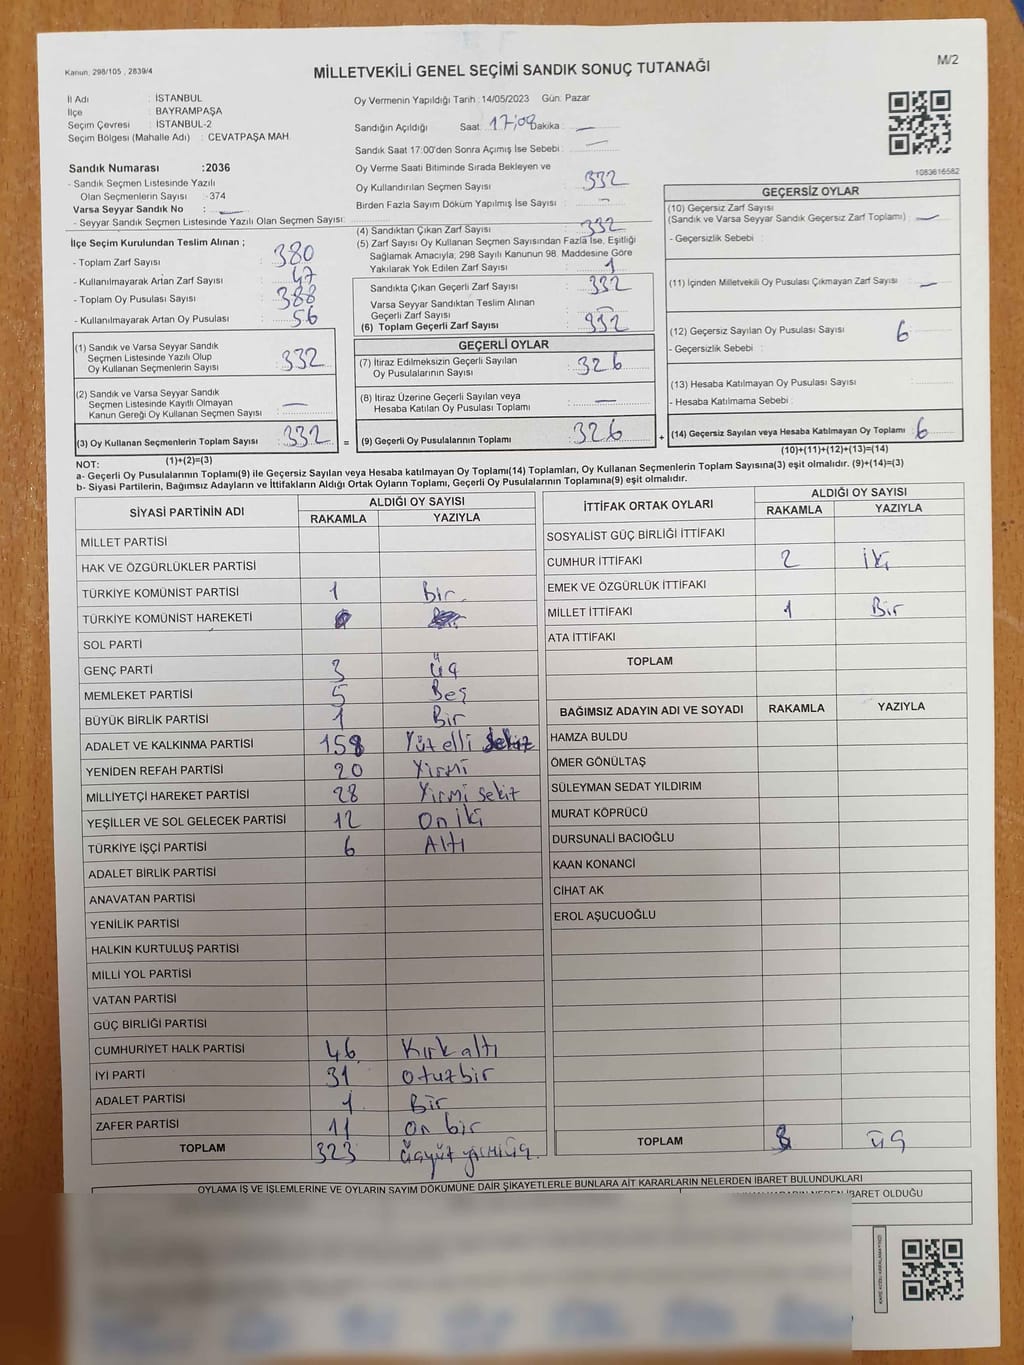 Kanun: 298/105 , 2839/4
MİLLETVEKİLİ GENEL SEÇİMİ SANDIK SONUÇ TUTANAĞI
M/2
İl Adı : İSTANBUL
İlçe : BAYRAMPAŞA
Seçim Çevresi : İSTANBUL-2
Seçim Bölgesi (Mahalle Adı) : CEVATPAŞA MAH.
Oy Vermenin Yapıldığı Tarih :14/05/2023 Gün: Pazar
Sandığın Açıldığı Saat 17:09 Dakika : —
Sandık Saat 17:00'den Sonra Açımış İse Sebebi : —
Sandık Numarası :2036
- Sandık Seçmen Listesinde Yazılı
Olan Seçmenlerin Sayısı :374
Varsa Seyyar Sandık No : —
- Seyyar Sandık Seçmen Listesinde Yazılı Olan Seçmen Sayısı:
Oy Verme Saati Bitiminde Sırada Bekleyen ve
Oy Kullandırılan Seçmen Sayısı : 332
Birden Fazla Sayım Döküm Yapılmış İse Sayısı : —
(4) Sandıktan Çıkan Zarf Sayısı : 332
(5) Zarf Sayısı Oy Kullanan Seçmen Sayısından Fazla İse, Eşitliği
Sağlamak Amacıyla, 298 Sayılı Kanunun 98. Maddesine Göre
Yakılarak Yok Edilen Zarf Sayısı :
1083616582
İlçe Seçim Kurulundan Teslim Alınan ;
- Toplam Zarf Sayısı : 380
- Kullanılmayarak Artan Zarf Sayısı : 47
- Toplam Oy Pusulası Sayısı : 388
- Kullanılmayarak Artan Oy Pusulası : 56
Sandıkta Çıkan Geçerli Zarf Sayısı : 332
Varsa Seyyar Sandıktan Teslim Alınan
Geçerli Zarf Sayısı :
(6) Toplam Geçerli Zarf Sayısı : 332
(1) Sandık ve Varsa Seyyar Sandık
Seçmen Listesinde Yazılı Olup
Oy Kullanan Seçmenlerin Sayısı : 332
(2) Sandık ve Varsa Seyyar Sandık
Seçmen Listesinde Kayıtlı Olmayan
Kanun Gereği Oy Kullanan Seçmen Sayısı : —
(3) Oy Kullanan Seçmenlerin Toplam Sayısı : 332
(1)+(2)=(3)
GEÇERLİ OYLAR
(7) İtiraz Edilmeksizin Geçerli Sayılan
Oy Pusulalarının Sayısı : 326
(8) İtiraz Üzerine Geçerli Sayılan veya
Hesaba Katılan Oy Pusulası Toplamı : —
= (9) Geçerli Oy Pusulalarının Toplamı : 326
GEÇERSİZ OYLAR
(10) Geçersiz Zarf Sayısı
(Sandık ve Varsa Seyyar Sandık Geçersiz Zarf Toplamı) : —
- Geçersizlik Sebebi :
(11) İçinden Milletvekili Oy Pusulası Çıkmayan Zarf Sayısı : —
(12) Geçersiz Sayılan Oy Pusulası Sayısı : 6
- Geçersizlik Sebebi :
(13) Hesaba Katılmayan Oy Pusulası Sayısı :
- Hesaba Katılmama Sebebi :
+ (14) Geçersiz Sayılan veya Hesaba Katılmayan Oy Toplamı : 6
(10)+(11)+(12)+(13)=(14)
NOT:
a- Geçerli Oy Pusulalarının Toplamı(9) ile Geçersiz Sayılan veya Hesaba katılmayan Oy Toplamı(14) Toplamları, Oy Kullanan Seçmenlerin Toplam Sayısına(3) eşit olmalıdır. (9)+(14)=(3)
b- Siyasi Partilerin, Bağımsız Adayların ve İttifakların Aldığı Ortak Oyların Toplamı, Geçerli Oy Pusulalarının Toplamına(9) eşit olmalıdır.
SİYASİ PARTİNİN ADI ALDIĞI OY SAYISI
RAKAMLA YAZIYLA
MİLLET PARTİSİ
HAK VE ÖZGÜRLÜKLER PARTİSİ
TÜRKİYE KOMÜNİST PARTİSİ 1 bir
TÜRKİYE KOMÜNİST HAREKETİ
SOL PARTİ
GENÇ PARTİ 3 üç
MEMLEKET PARTİSİ 5 Beş
BÜYÜK BİRLİK PARTİSİ 1 Bir
ADALET VE KALKINMA PARTİSİ 158 Yüz elli sekiz
YENİDEN REFAH PARTİSİ 20 Yirmi
MİLLİYETÇİ HAREKET PARTİSİ 28 Yirmi sekiz
YEŞİLLER VE SOL GELECEK PARTİSİ 12 on iki
TÜRKİYE İŞÇİ PARTİSİ 6 Altı
ADALET BİRLİK PARTİSİ
ANAVATAN PARTİSİ
YENİLİK PARTİSİ
HALKIN KURTULUŞ PARTİSİ
MİLLİ YOL PARTİSİ
VATAN PARTİSİ
GÜÇ BİRLİĞİ PARTİSİ
CUMHURİYET HALK PARTİSİ 46 Kırk altı
İYİ PARTİ 31 otuzbir
ADALET PARTİSİ 1 Bir
ZAFER PARTİSİ 11 on bir
TOPLAM 323 üçyüz yirmiüç
İTTİFAK ORTAK OYLARI ALDIĞI OY SAYISI
RAKAMLA YAZIYLA
SOSYALİST GÜÇ BİRLİĞİ İTTİFAKI
CUMHUR İTTİFAKI 2 iki
EMEK VE ÖZGÜRLÜK İTTİFAKI
MİLLET İTTİFAKI 1 Bir
ATA İTTİFAKI
TOPLAM
BAĞIMSIZ ADAYIN ADI VE SOYADI RAKAMLA YAZIYLA
HAMZA BULDU
ÖMER GÖNÜLTAŞ
SÜLEYMAN SEDAT YILDIRIM
MURAT KÖPRÜCÜ
DURSUNALİ BACIOĞLU
KAAN KONANCİ
CİHAT AK
EROL AŞUCUOĞLU
TOPLAM 3 üç
OYLAMA İŞ VE İŞLEMLERİNE VE OYLARIN SAYIM DÖKÜMÜNE DAİR ŞİKAYETLERLE BUNLARA AİT KARARLARIN NELERDEN İBARET BULUNDUKLARI
İBARET OLDUĞU